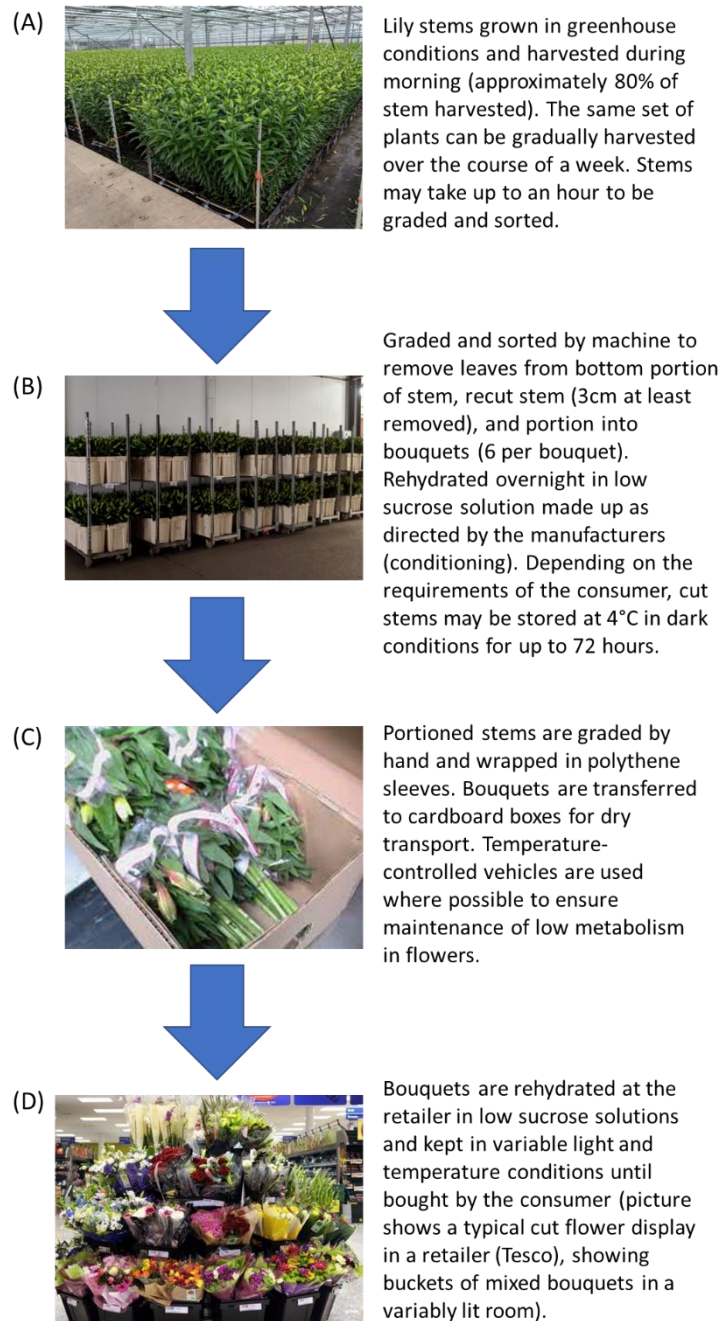 (A)
Lily stems grown in greenhouse
conditions and harvested during
morning (approximately 80% of
stem harvested). The same set of
plants can be gradually harvested
over the course of a week. Stems
may take up to an hour to be
graded and sorted.
(B)
Graded and sorted by machine to
remove leaves from bottom portion
of stem, recut stem (3cm at least
removed), and portion into
bouquets (6 per bouquet).
Rehydrated overnight in low
sucrose solution made up as
directed by the manufacturers
(conditioning). Depending on the
requirements of the consumer, cut
stems may be stored at 4°C in dark
conditions for up to 72 hours.
(C)
Portioned stems are graded by
hand and wrapped in polythene
sleeves. Bouquets are transferred
to cardboard boxes for dry
transport. Temperature-
controlled vehicles are used
where possible to ensure
maintenance of low metabolism
in flowers.
(D)
Bouquets are rehydrated at the
retailer in low sucrose solutions
and kept in variable light and
temperature conditions until
bought by the consumer (picture
shows a typical cut flower display
in a retailer (Tesco), showing
buckets of mixed bouquets in a
variably lit room).